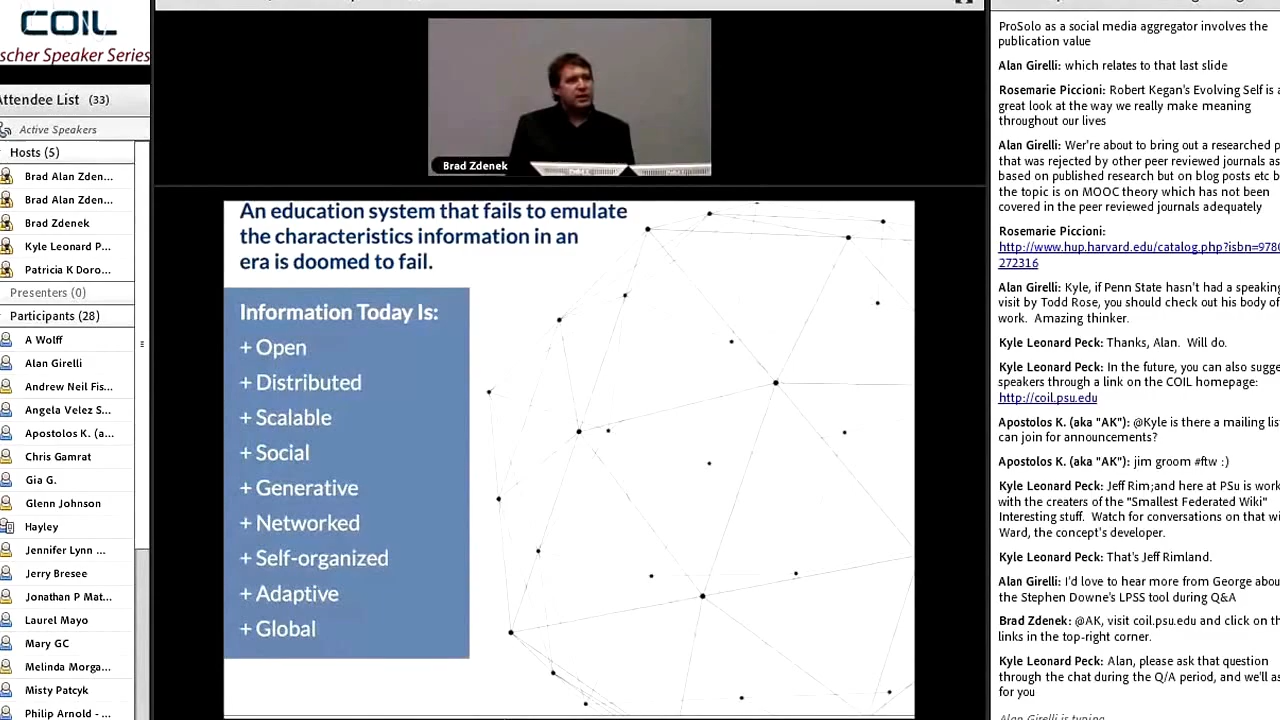 COIL
scher Speaker Series
Attendee List (33)
Active Speakers
Hosts (5)
Brad Alan Zden...
Brad Alan Zden...
Brad Zdenek
Kyle Leonard P...
Patricia K Doro...
Presenters (0)
Participants (28)
A Wolff
Alan Girelli
Andrew Neil Fis...
Angela Velez S...
Apostolos K. (a...
Chris Gamrat
Gia G.
Glenn Johnson
Hayley
Jennifer Lynn ...
Jerry Bresee
Jonathan P Mat...
Laurel Mayo
Mary GC
Melinda Morga...
Misty Patcyk
Philip Arnold - ...
Brad Zdenek
An education system that fails to emulate
the characteristics information in an
era is doomed to fail.
Information Today Is:
+ Open
+ Distributed
+ Scalable
+ Social
+ Generative
+ Networked
+ Self-organized
+ Adaptive
+ Global
ProSolo as a social media aggregator involves the
publication value
Alan Girelli: which relates to that last slide
Rosemarie Piccioni: Robert Kegan's Evolving Self is a
great look at the way we really make meaning
throughout our lives
Alan Girelli: Wer're about to bring out a researched p
that was rejected by other peer reviewed journals as
based on published research but on blog posts etc b
the topic is on MOOC theory which has not been
covered in the peer reviewed journals adequately
Rosemarie Piccioni:
http://www.hup.harvard.edu/catalog.php?isbn=9780
272316
Alan Girelli: Kyle, if Penn State hasn't had a speaking
visit by Todd Rose, you should check out his body of
work. Amazing thinker.
Kyle Leonard Peck: Thanks, Alan. Will do.
Kyle Leonard Peck: In the future, you can also sugge
speakers through a link on the COIL homepage:
http://coil.psu.edu
Apostolos K. (aka "AK"): @Kyle is there a mailing lis
can join for announcements?
Apostolos K. (aka "AK"): jim groom #ftw :)
Kyle Leonard Peck: Jeff Rim;and here at PSu is work
with the creaters of the "Smallest Federated Wiki"
Interesting stuff. Watch for conversations on that wi
Ward, the concept's developer.
Kyle Leonard Peck: That's Jeff Rimland.
Alan Girelli: I'd love to hear more from George abou
the Stephen Downe's LPSS tool during Q&A
Brad Zdenek: @AK, visit coil.psu.edu and click on th
links in the top-right corner.
Kyle Leonard Peck: Alan, please ask that question
through the chat during the Q/A period, and we'll as
for you
Alan Girelli is typing